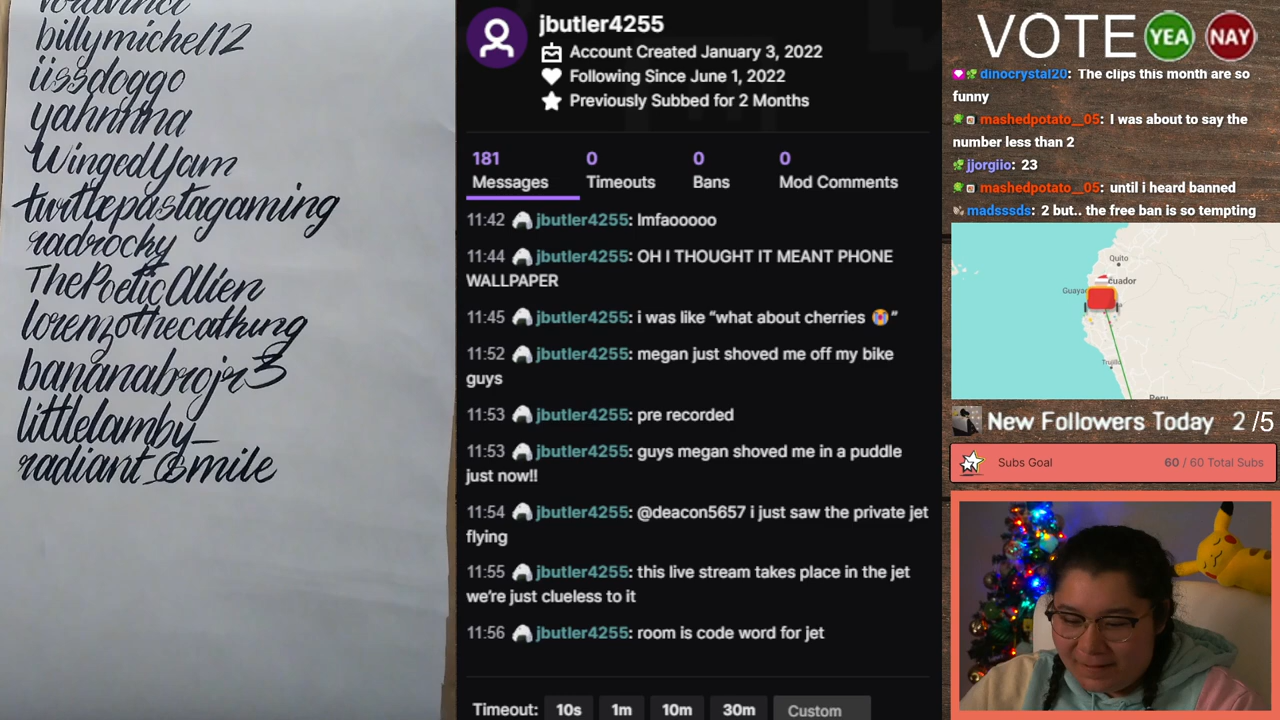 billymichel12
iissdoggo
yahnnna
WingedYam
turtlepastagaming
radrocky
ThePoeticAlien
lorenzothecatking
bananabrojr3
littlelamby_
radiant_smile
jbutler4255
Account Created January 3, 2022
Following Since June 1, 2022
Previously Subbed for 2 Months
181 0 0 0
Messages Timeouts Bans Mod Comments
11:42 jbutler4255: lmfaooooo
11:44 jbutler4255: OH I THOUGHT IT MEANT PHONE
WALLPAPER
11:45 jbutler4255: i was like “what about cherries 😭”
11:52 jbutler4255: megan just shoved me off my bike
guys
11:53 jbutler4255: pre recorded
11:53 jbutler4255: guys megan shoved me in a puddle
just now!!
11:54 jbutler4255: @deacon5657 i just saw the private jet
flying
11:55 jbutler4255: this live stream takes place in the jet
we’re just clueless to it
11:56 jbutler4255: room is code word for jet
Timeout: 10s 1m 10m 30m Custom
VOTE YEA NAY
dinocrystal20: The clips this month are so
funny
mashedpotato__05: I was about to say the
number less than 2
jjorgiio: 23
mashedpotato__05: until i heard banned
madsssds: 2 but.. the free ban is so tempting
Quito
cuador
Guayaq
Trujillo
Peru
New Followers Today 2 /5
Subs Goal 60 / 60 Total Subs